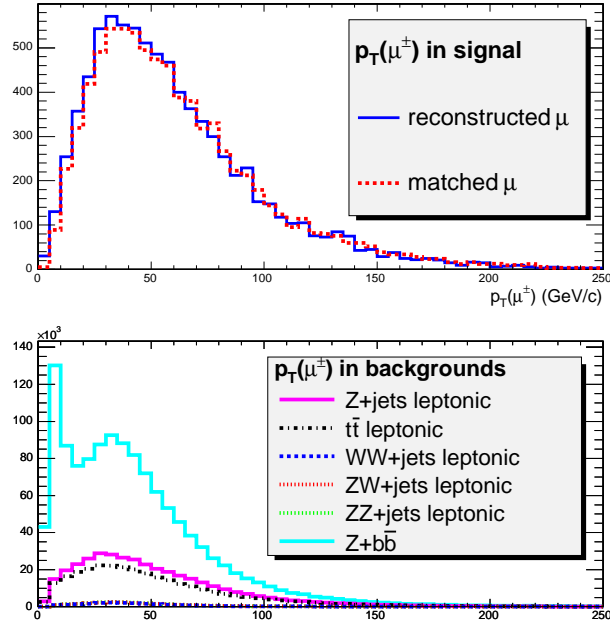 p_T(μ^±) in signal
reconstructed μ
matched μ
500
400
300
200
100
0
0 50 100 150 200 250
p_T(μ^±) (GeV/c)
×10³
p_T(μ^±) in backgrounds
Z+jets leptonic
tt̄ leptonic
WW+jets leptonic
ZW+jets leptonic
ZZ+jets leptonic
Z+bb̄
140
120
100
80
60
40
20
0
0 50 100 150 200 250